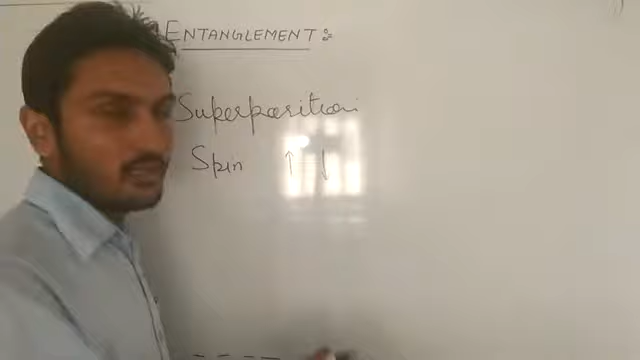 ENTANGLEMENT :-
Superposition:
Spin ↑ ↓